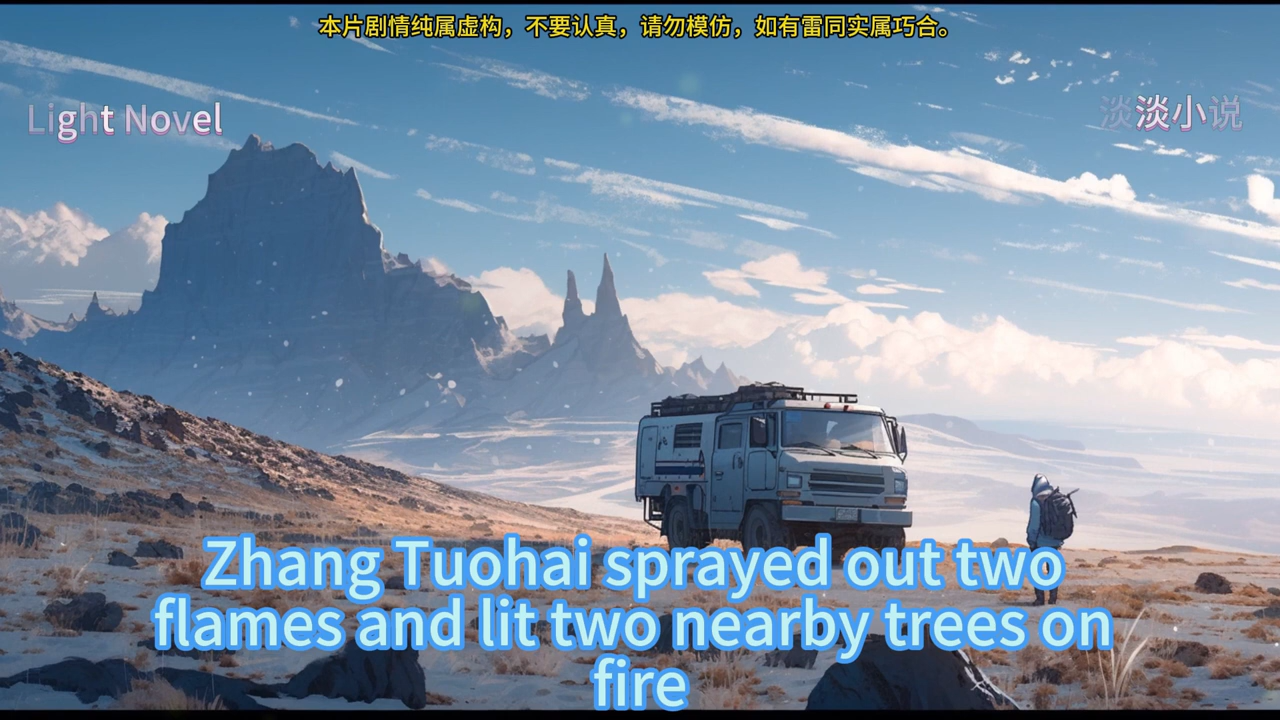 本片剧情纯属虚构，不要认真，请勿模仿，如有雷同实属巧合。
Light Novel
淡淡小说
Zhang Tuohai sprayed out two
flames and lit two nearby trees on
fire